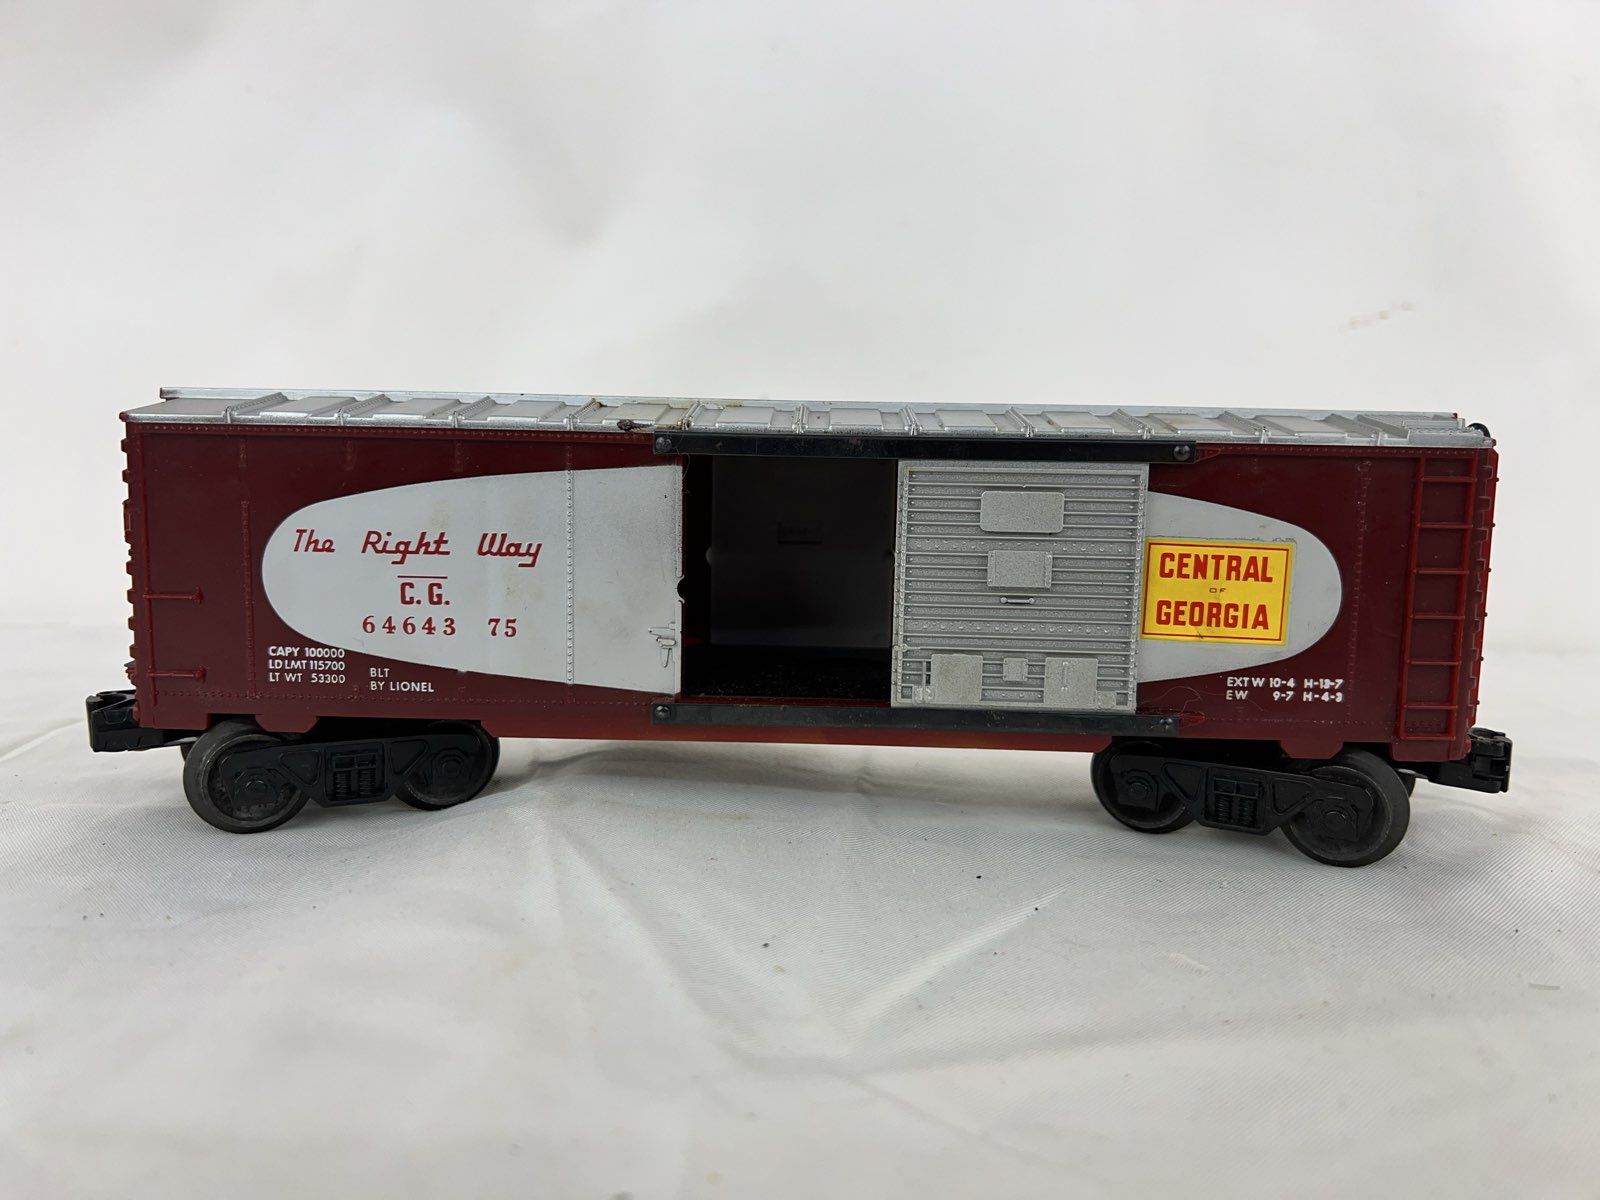 The Right Way
C.G.
64643 75
CAPY 100000
LD LMT 115700
LT WT 53300
BLT
BY LIONEL
CENTRAL
OF
GEORGIA
EXT W 10-4 H-13-7
EW 9-7 H-4-3